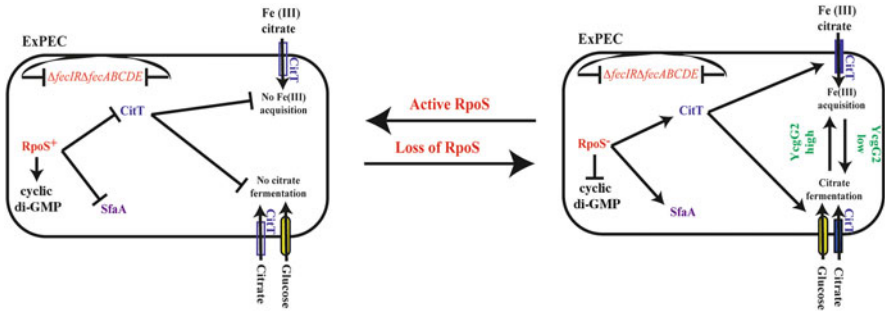 Fe (III)
citrate
ExPEC
CitT
ΔfecIRΔfecABCDE
No Fe(III)
acquisition
CitT
RpoS+
cyclic
di-GMP
SfaA
No citrate
fermentation
CitT
Citrate
Glucose
Active RpoS
Loss of RpoS
Fe (III)
citrate
ExPEC
CitT
ΔfecIRΔfecABCDE
Fe(III)
acquisition
CitT
RpoS-
YcgG2
high
YcgG2
low
cyclic
di-GMP
SfaA
Citrate
fermentation
CitT
Glucose
Citrate